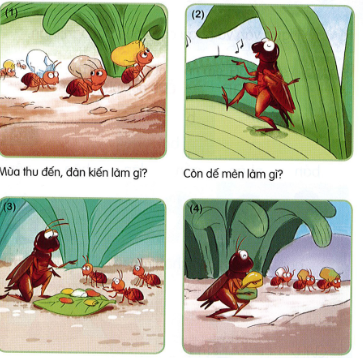 (1)
(2)
Mùa thu đến, đàn kiến làm gì?
Còn dế mèn làm gì?
(3)
(4)